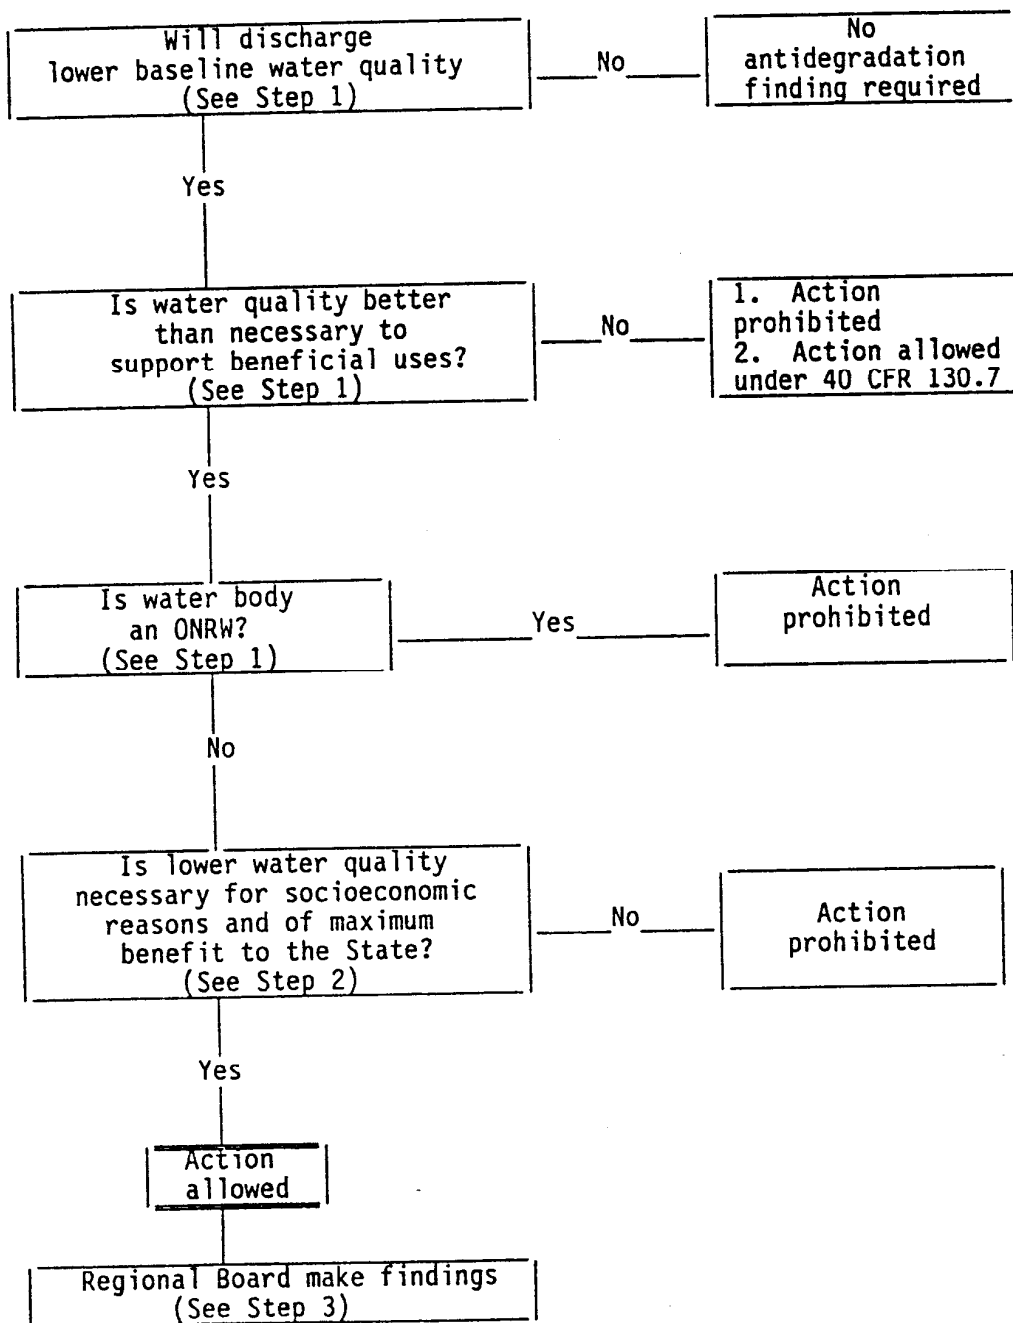 Will discharge
lower baseline water quality
(See Step 1)
No
No
antidegradation
finding required
Yes
Is water quality better
than necessary to
support beneficial uses?
(See Step 1)
No
1. Action
prohibited
2. Action allowed
under 40 CFR 130.7
Yes
Is water body
an ONRW?
(See Step 1)
Yes
Action
prohibited
No
Is lower water quality
necessary for socioeconomic
reasons and of maximum
benefit to the State?
(See Step 2)
No
Action
prohibited
Yes
Action
allowed
Regional Board make findings
(See Step 3)